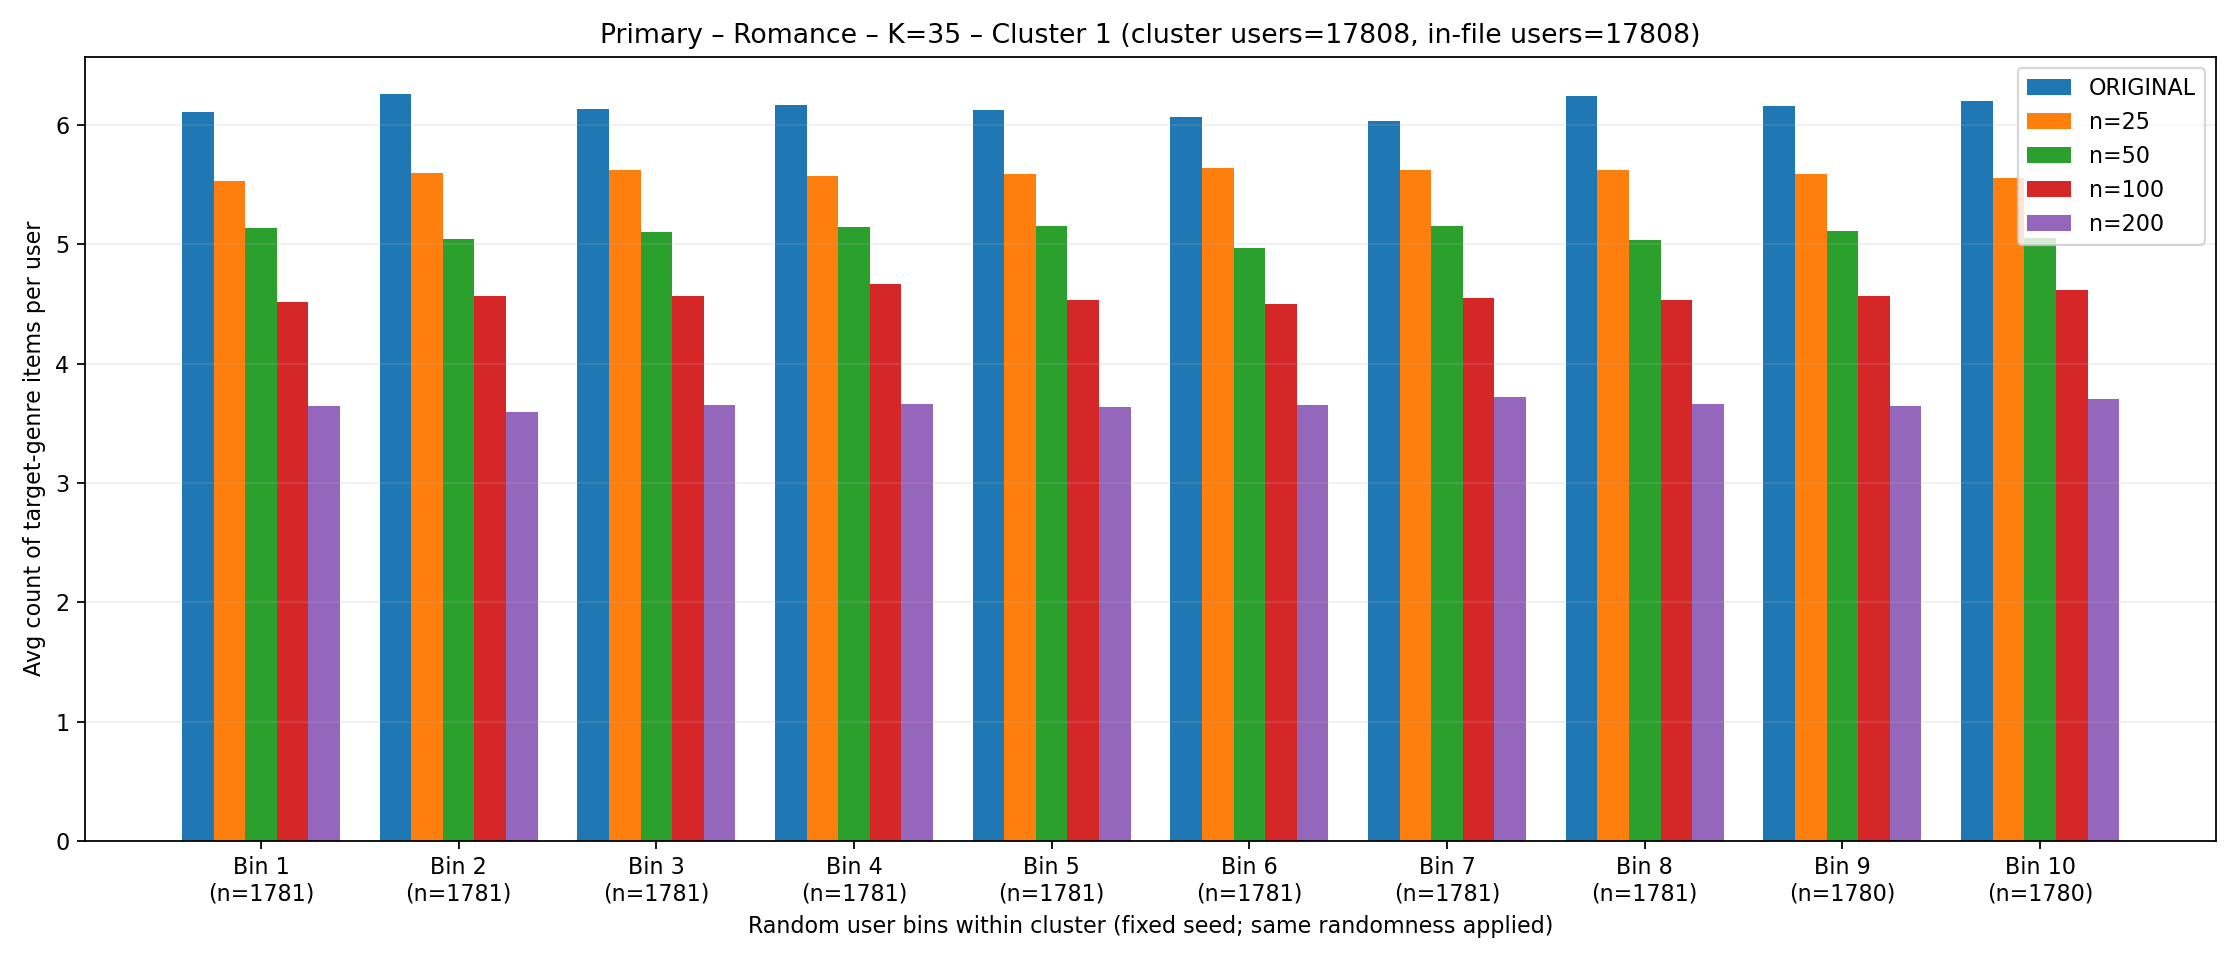 Primary – Romance – K=35 – Cluster 1 (cluster users=17808, in-file users=17808)
ORIGINAL
n=25
n=50
n=100
n=200
Avg count of target-genre items per user
6
5
4
3
2
1
0
Bin 1 Bin 2 Bin 3 Bin 4 Bin 5 Bin 6 Bin 7 Bin 8 Bin 9 Bin 10
(n=1781) (n=1781) (n=1781) (n=1781) (n=1781) (n=1781) (n=1781) (n=1781) (n=1780) (n=1780)
Random user bins within cluster (fixed seed; same randomness applied)